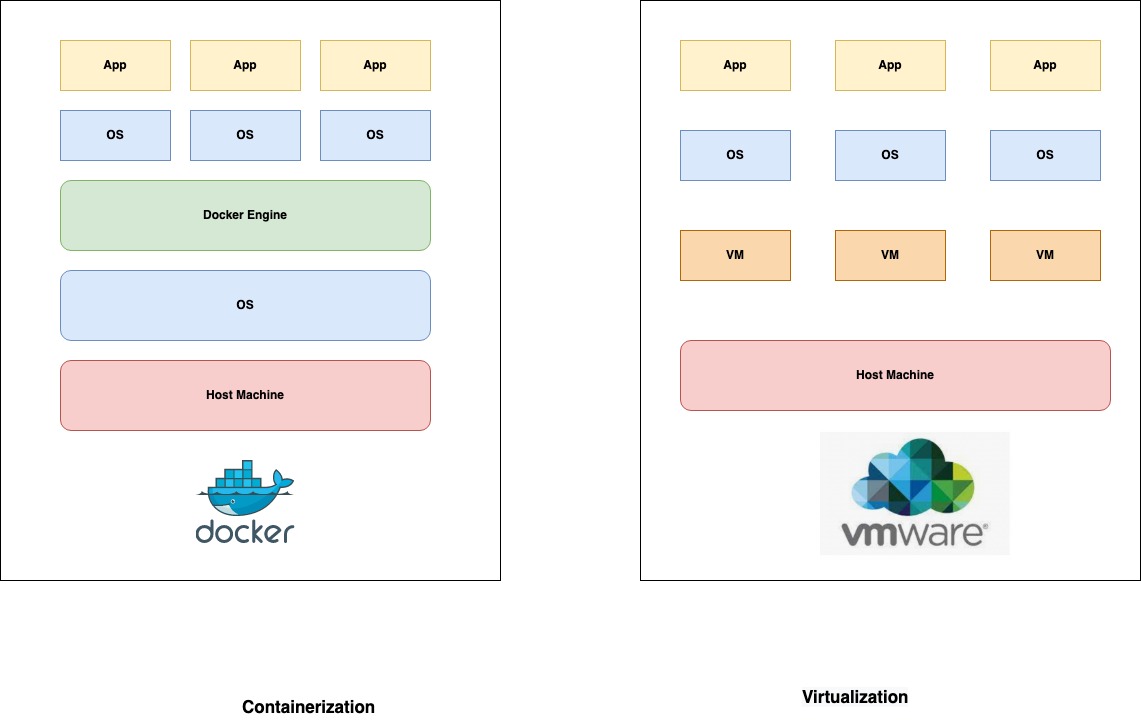 App App App
OS OS OS
Docker Engine
OS
Host Machine
docker
Containerization
App App App
OS OS OS
VM VM VM
Host Machine
vmware®
Virtualization